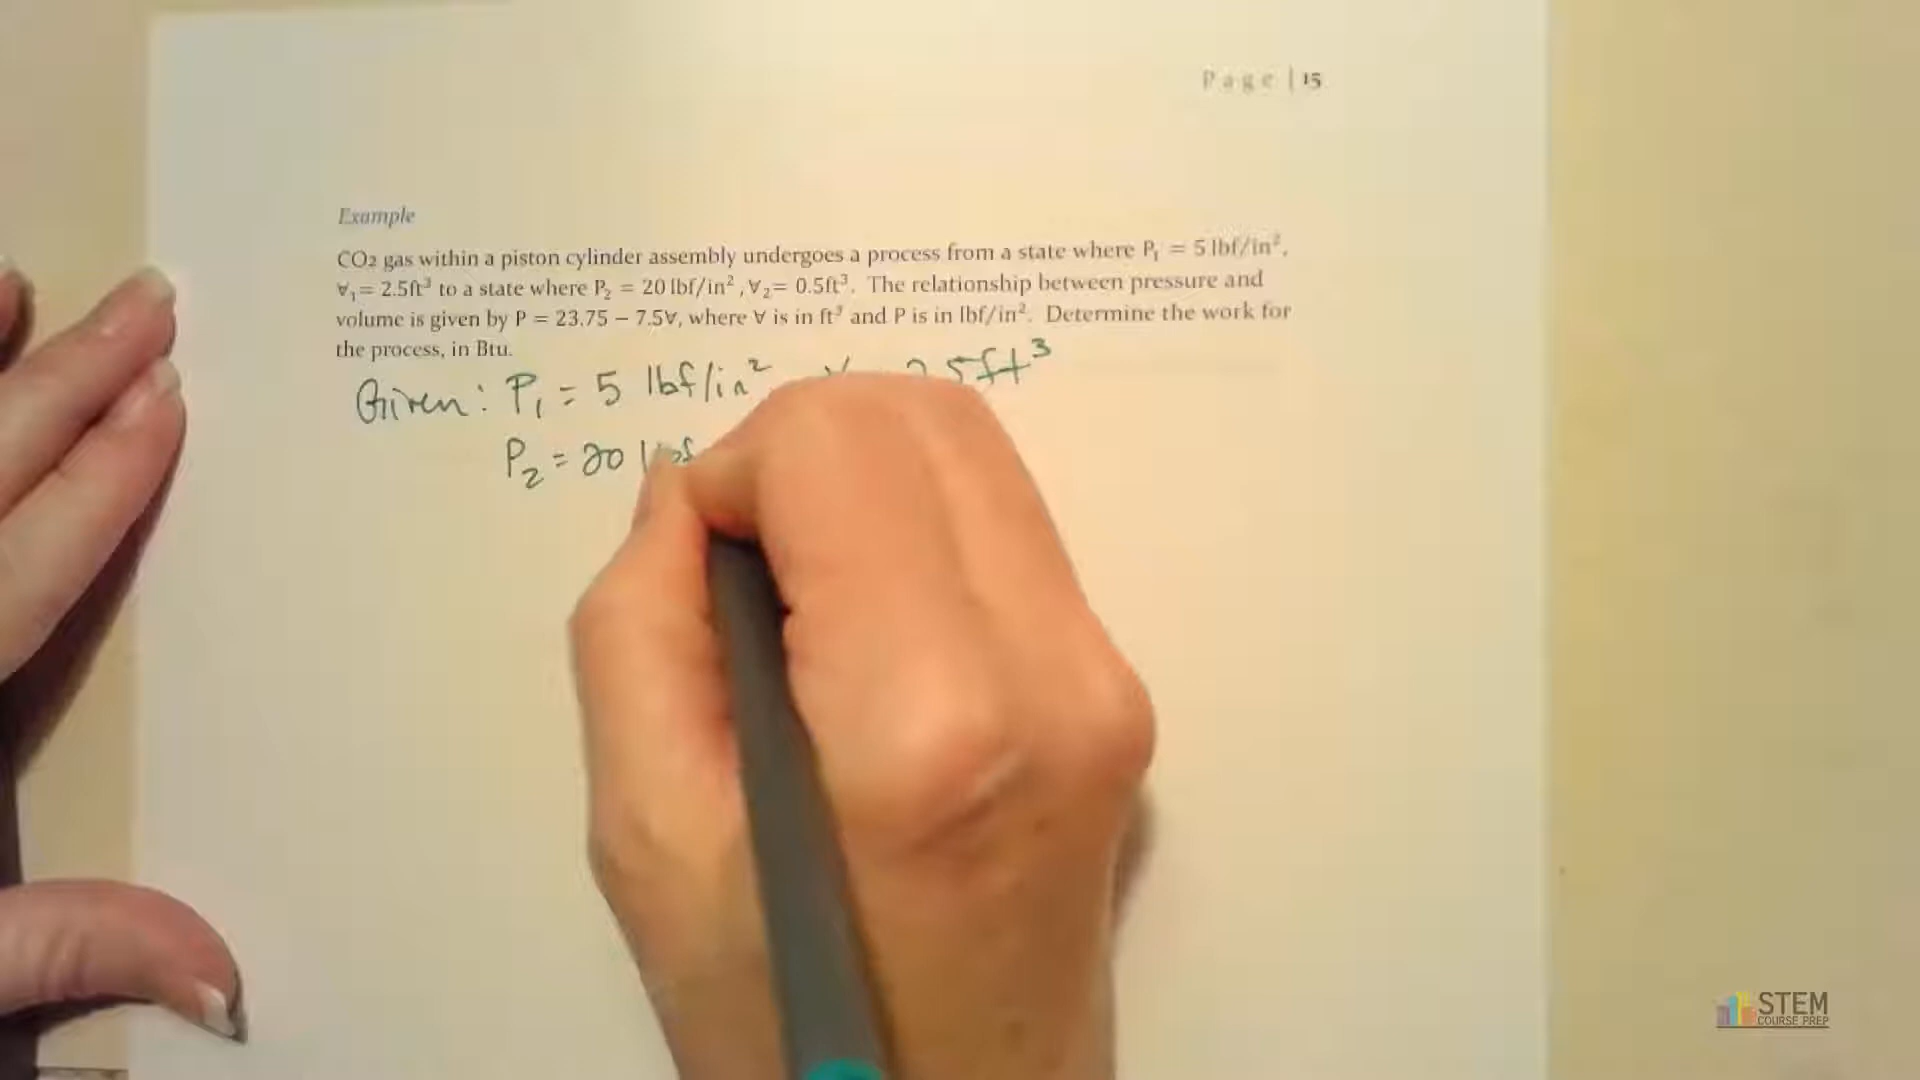 Page | 15
Example
CO2 gas within a piston cylinder assembly undergoes a process from a state where P₁ = 5 lbf/in²,
∀₁= 2.5ft³ to a state where P₂ = 20 lbf/in², ∀₂= 0.5ft³. The relationship between pressure and
volume is given by P = 23.75 – 7.5∀, where ∀ is in ft³ and P is in lbf/in². Determine the work for
the process, in Btu.
Given: P₁ = 5 lbf/in² 2.5ft³
P₂ = 20 lbf
STEM
COURSE PREP